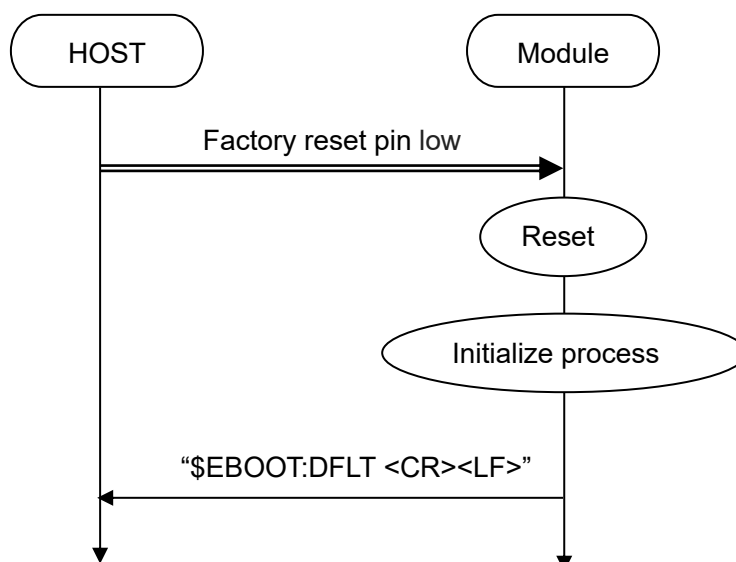 HOST
Module
Factory reset pin low
Reset
Initialize process
“$EBOOT:DFLT <CR><LF>”